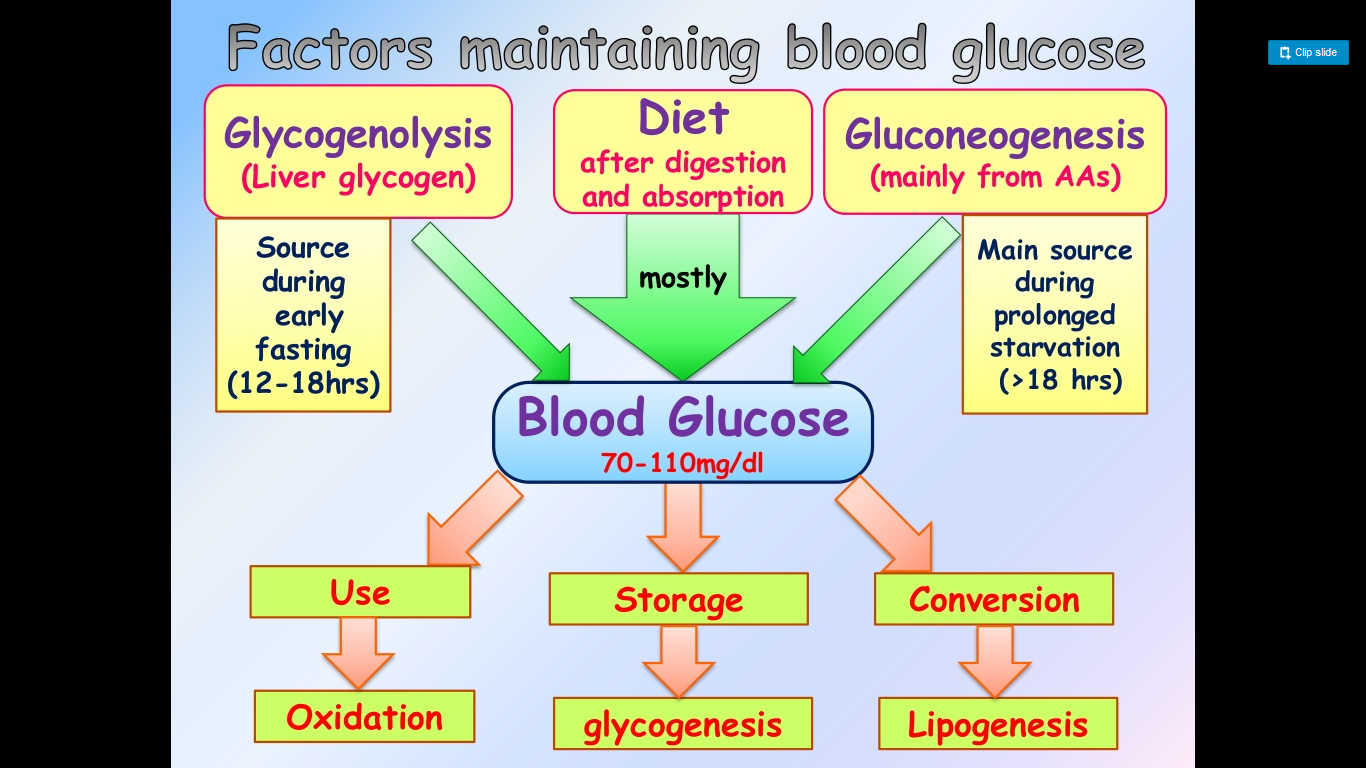 Factors maintaining blood glucose
Clip slide
Glycogenolysis
(Liver glycogen)
Diet
after digestion
and absorption
Gluconeogenesis
(mainly from AAs)
Source
during
early
fasting
(12-18hrs)
mostly
Main source
during
prolonged
starvation
(>18 hrs)
Blood Glucose
70-110mg/dl
Use
Storage
Conversion
Oxidation
glycogenesis
Lipogenesis